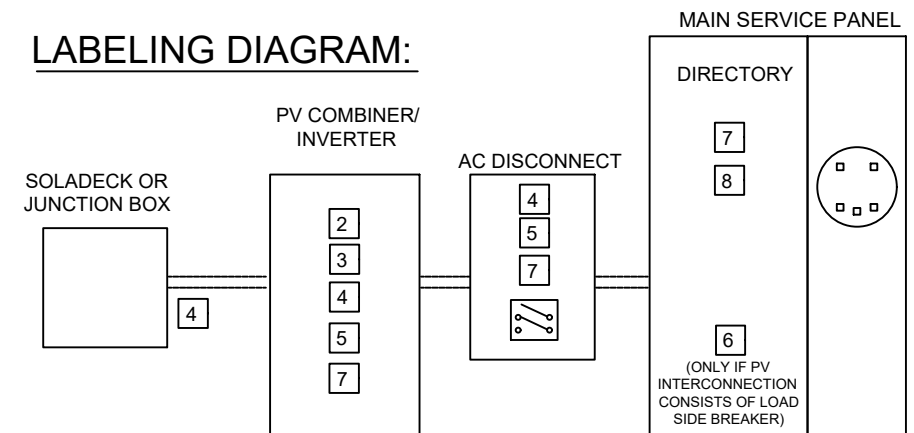 LABELING DIAGRAM:
MAIN SERVICE PANEL
DIRECTORY
PV COMBINER/
INVERTER
AC DISCONNECT
SOLADECK OR
JUNCTION BOX
4
2
3
4
5
7
4
5
7
7
8
6
(ONLY IF PV
INTERCONNECTION
CONSISTS OF LOAD
SIDE BREAKER)